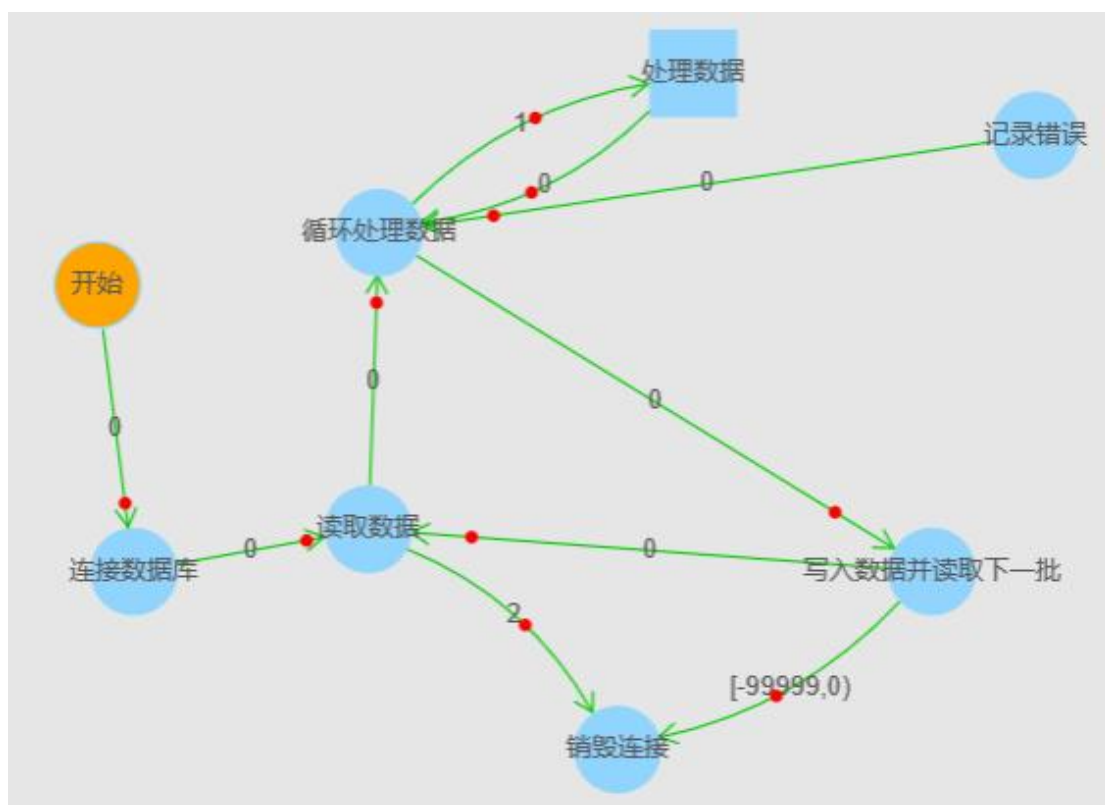 处理数据
1
记录错误
0
0
循环处理数据
开始
0
0
0
读取数据
0
0
连接数据库
写入数据并读取下一批
2
[-99999,0)
销毁连接